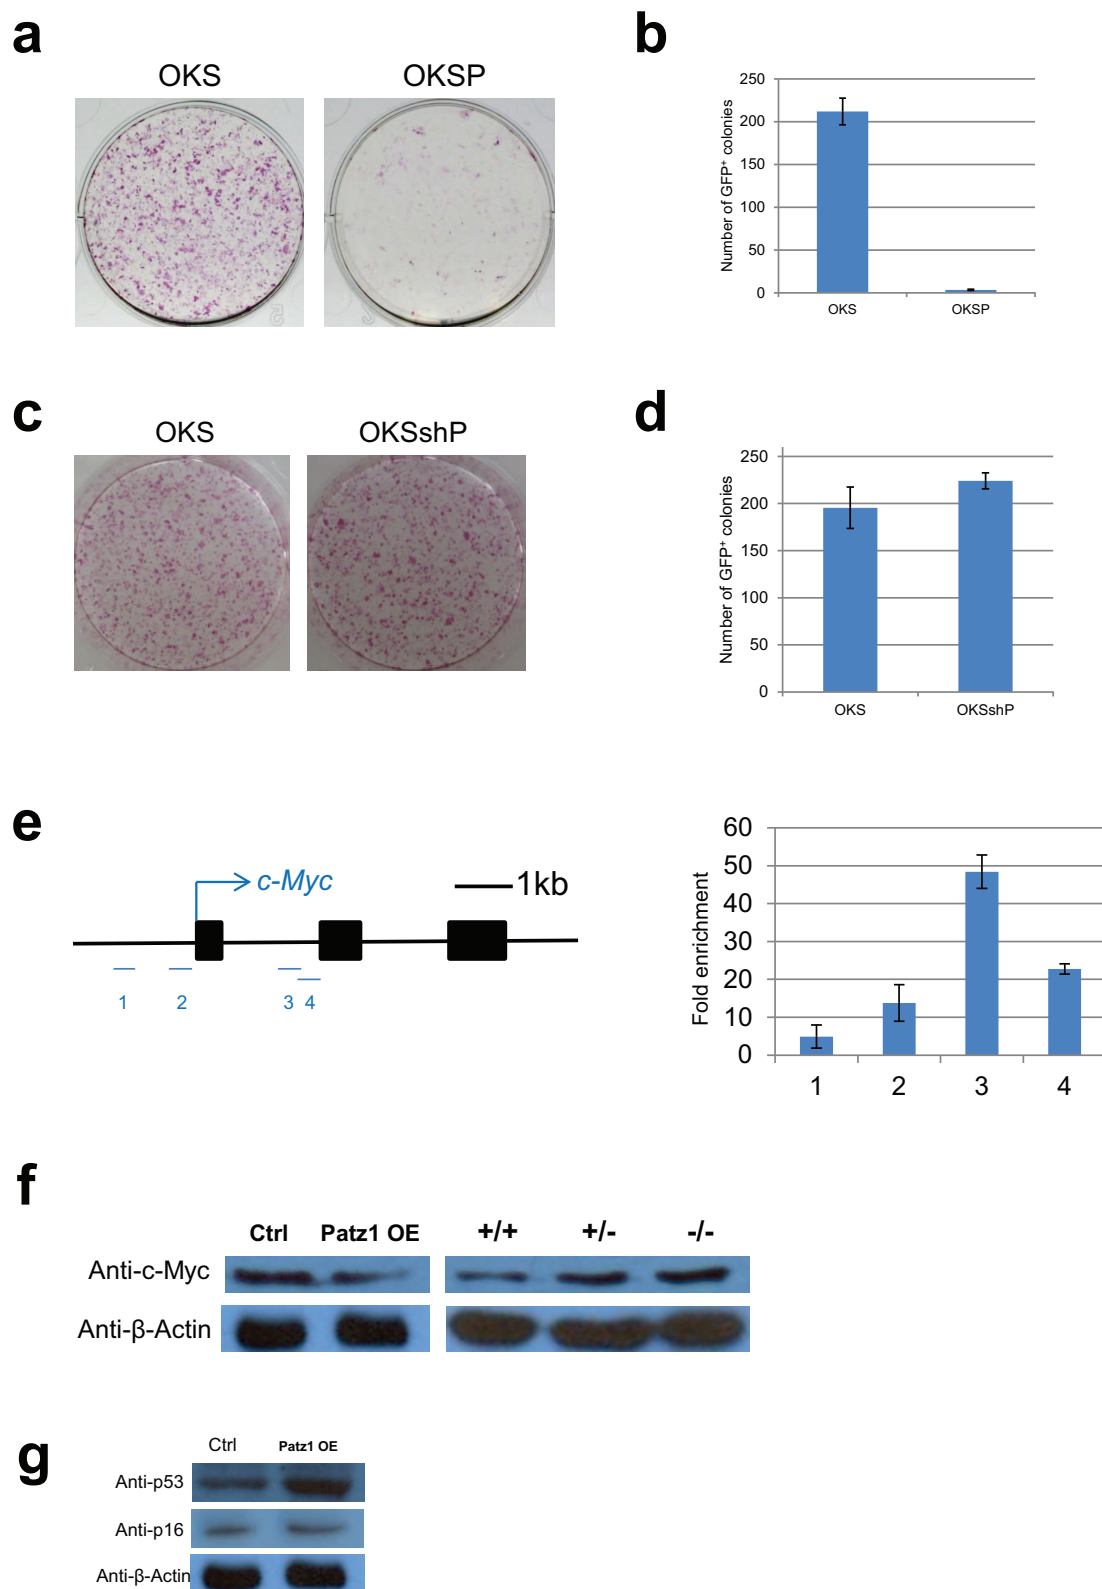 a
OKS OKSP
b
Number of GFP⁺ colonies
250
200
150
100
50
0
OKS OKSP
c
OKS OKSshP
d
Number of GFP⁺ colonies
250
200
150
100
50
0
OKS OKSshP
e
c-Myc
1kb
1 2 3 4
Fold enrichment
60
50
40
30
20
10
0
1 2 3 4
f
Ctrl Patz1 OE +/+ +/- -/-
Anti-c-Myc
Anti-β-Actin
g
Ctrl Patz1 OE
Anti-p53
Anti-p16
Anti-β-Actin